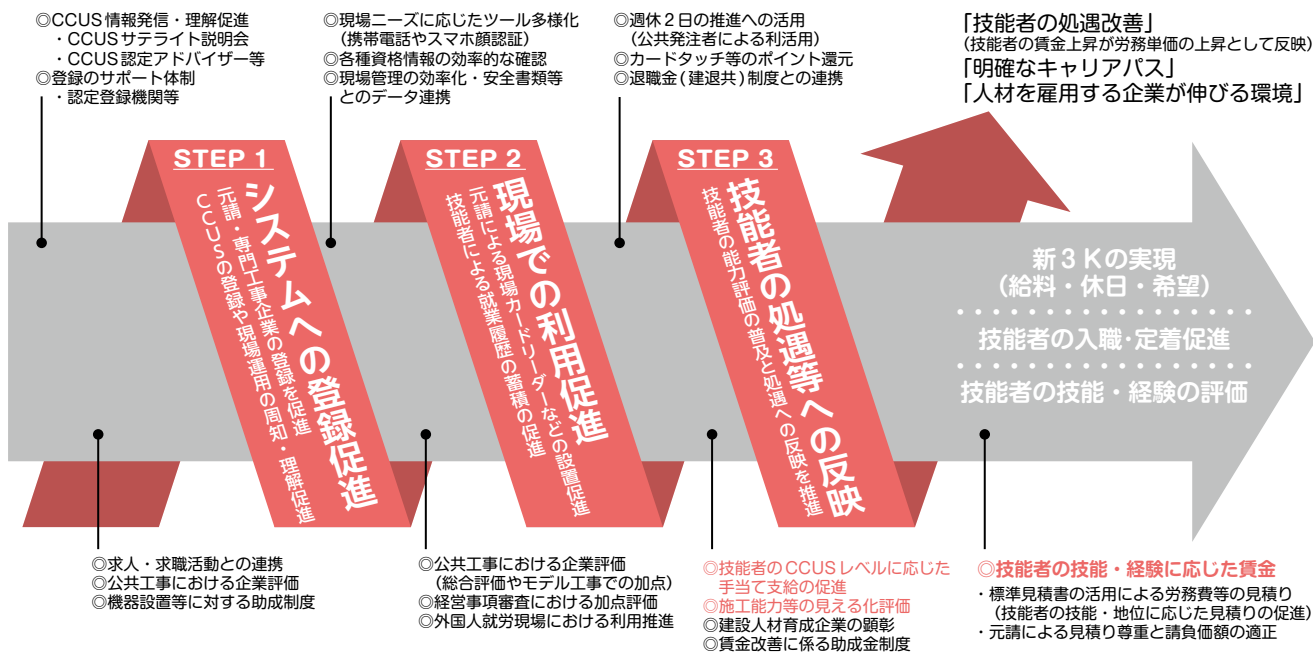 ◎CCUS情報発信・理解促進
・CCUSサテライト説明会
・CCUS認定アドバイザー等
◎登録のサポート体制
・認定登録機関等
◎現場ニーズに応じたツール多様化
(携帯電話やスマホ顔認証)
◎各種資格情報の効率的な確認
◎現場管理の効率化・安全書類等
とのデータ連携
◎週休2日の推進への活用
(公共発注者による利活用)
◎カードタッチ等のポイント還元
◎退職金(建退共)制度との連携
「技能者の処遇改善」
(技能者の賃金上昇が労務単価の上昇として反映)
「明確なキャリアパス」
「人材を雇用する企業が伸びる環境」
STEP 1
システムへの登録促進
元請・専門工事企業の登録を促進
CCUSの登録や現場運用の周知・理解促進
STEP 2
現場での利用促進
元請による現場カードリーダーなどの設置促進
技能者による就業履歴の蓄積の促進
STEP 3
技能者の処遇等への反映
技能者の能力評価の普及と処遇への反映を推進
新3Kの実現
(給料・休日・希望)
技能者の入職・定着促進
技能者の技能・経験の評価
◎求人・求職活動との連携
◎公共工事における企業評価
◎機器設置等に対する助成制度
◎公共工事における企業評価
(総合評価やモデル工事での加点)
◎経営事項審査における加点評価
◎外国人就労現場における利用推進
◎技能者のCCUSレベルに応じた
手当て支給の促進
◎施工能力等の見える化評価
◎建設人材育成企業の顕彰
◎賃金改善に係る助成金制度
◎技能者の技能・経験に応じた賃金
・標準見積書の活用による労務費等の見積り
(技能者の技能・地位に応じた見積りの促進)
・元請による見積り尊重と請負価額の適正